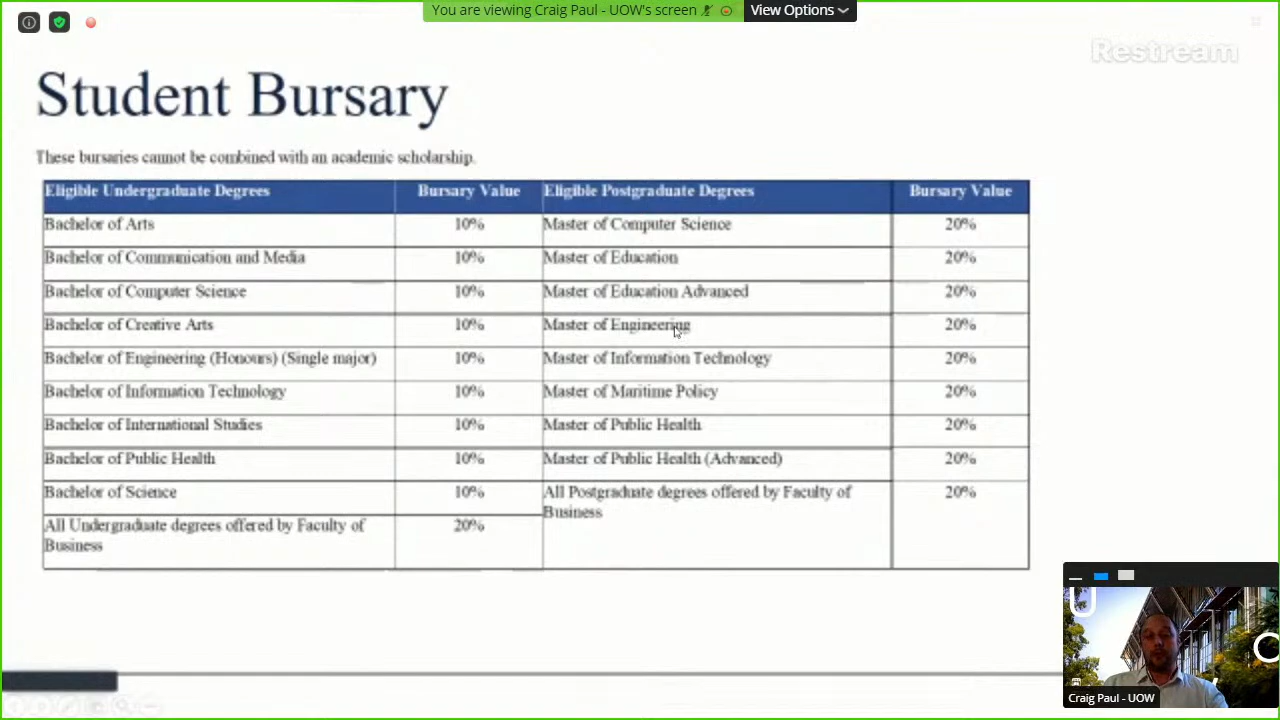 You are viewing Craig Paul - UOW's screen
View Options
Restream
Student Bursary
These bursaries cannot be combined with an academic scholarship.
Eligible Undergraduate Degrees Bursary Value Eligible Postgraduate Degrees Bursary Value
Bachelor of Arts 10% Master of Computer Science 20%
Bachelor of Communication and Media 10% Master of Education 20%
Bachelor of Computer Science 10% Master of Education Advanced 20%
Bachelor of Creative Arts 10% Master of Engineering 20%
Bachelor of Engineering (Honours) (Single major) 10% Master of Information Technology 20%
Bachelor of Information Technology 10% Master of Maritime Policy 20%
Bachelor of International Studies 10% Master of Public Health 20%
Bachelor of Public Health 10% Master of Public Health (Advanced) 20%
Bachelor of Science 10% All Postgraduate degrees offered by Faculty of 20%
Business
All Undergraduate degrees offered by Faculty of 20%
Business
Craig Paul - UOW